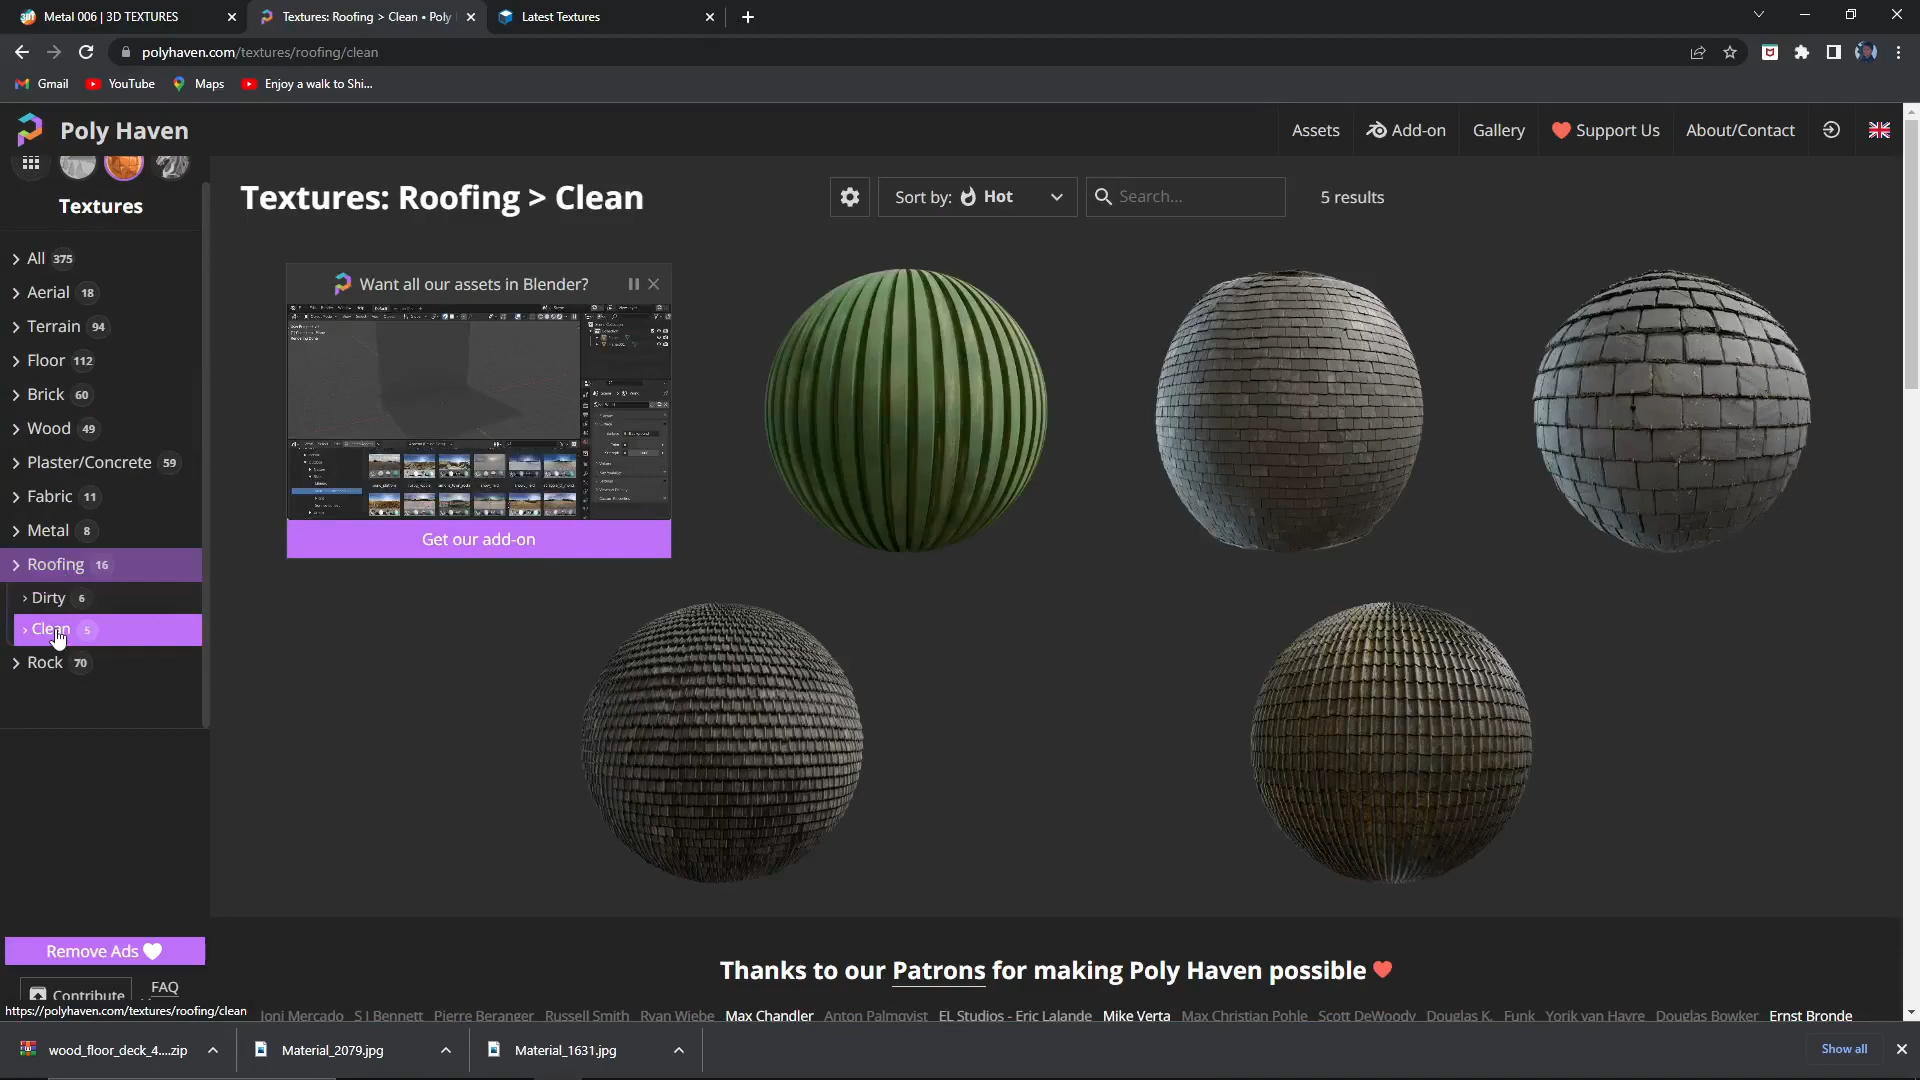 Metal 006 | 3D TEXTURES
Textures: Roofing > Clean • Poly
Latest Textures
polyhaven.com/textures/roofing/clean
Gmail
YouTube
Maps
Enjoy a walk to Shi...
Poly Haven
Assets
Add-on
Gallery
Support Us
About/Contact
Textures
All 375
Aerial 18
Terrain 94
Floor 112
Brick 60
Wood 49
Plaster/Concrete 59
Fabric 11
Metal 8
Roofing 16
Dirty 6
Clean 5
Rock 70
Remove Ads
Contribute
FAQ
https://polyhaven.com/textures/roofing/clean
Textures: Roofing > Clean
Sort by: Hot
Search...
5 results
Want all our assets in Blender?
Get our add-on
Thanks to our Patrons for making Poly Haven possible
Joni Mercado S J Bennett Pierre Beranger Russell Smith Ryan Wiebe Max Chandler Anton Palmqvist EL Studios - Eric Lalande Mike Verta Max Christian Pohle Scott DeWoody Douglas K. Funk Yorik van Havre Douglas Bowker Ernst Bronde
wood_floor_deck_4....zip
Material_2079.jpg
Material_1631.jpg
Show all